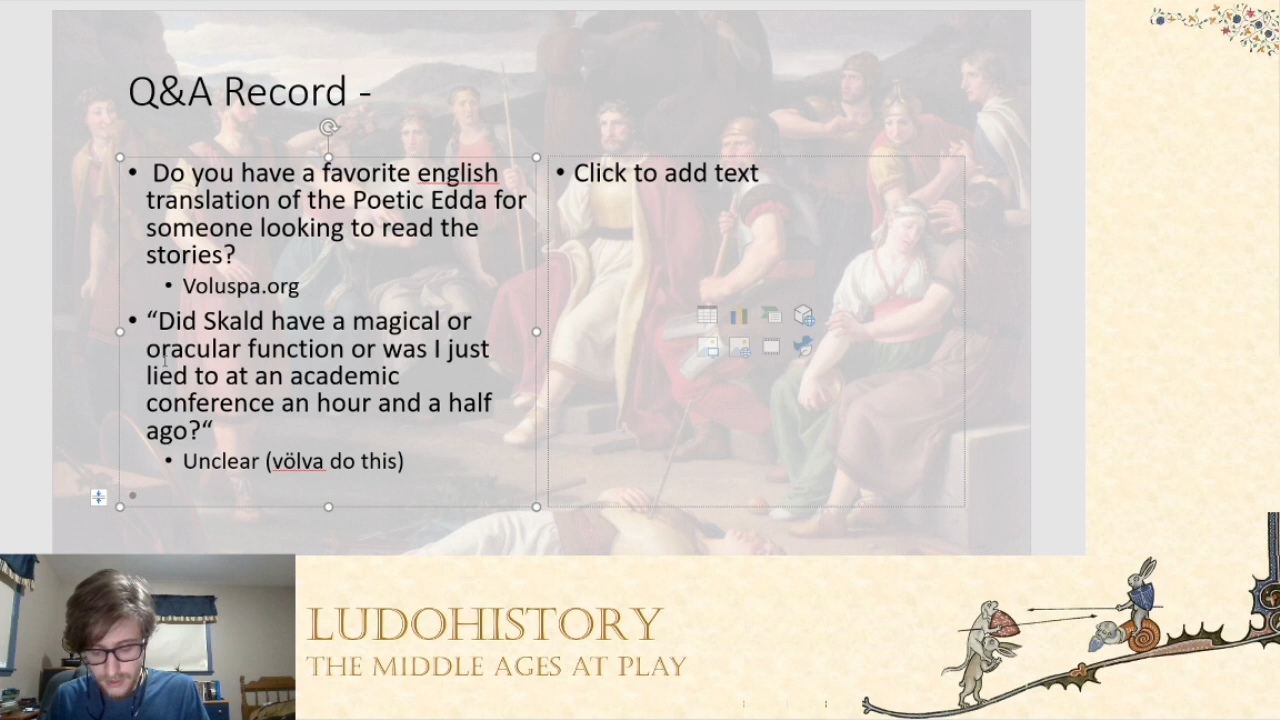 Q&A Record -
• Do you have a favorite english
translation of the Poetic Edda for
someone looking to read the
stories?
• Voluspa.org
• “Did Skald have a magical or
oracular function or was I just
lied to at an academic
conference an hour and a half
ago?“
• Unclear (völva do this)
•
• Click to add text
LUDOHISTORY
THE MIDDLE AGES AT PLAY